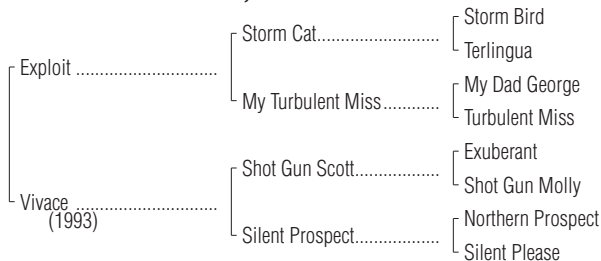 Storm Bird
Storm Cat..................
Terlingua
Exploit .............................
My Dad George
My Turbulent Miss............
Turbulent Miss
Exuberant
Shot Gun Scott..................
Shot Gun Molly
Vivace .............................
(1993)
Northern Prospect
Silent Prospect..................
Silent Please